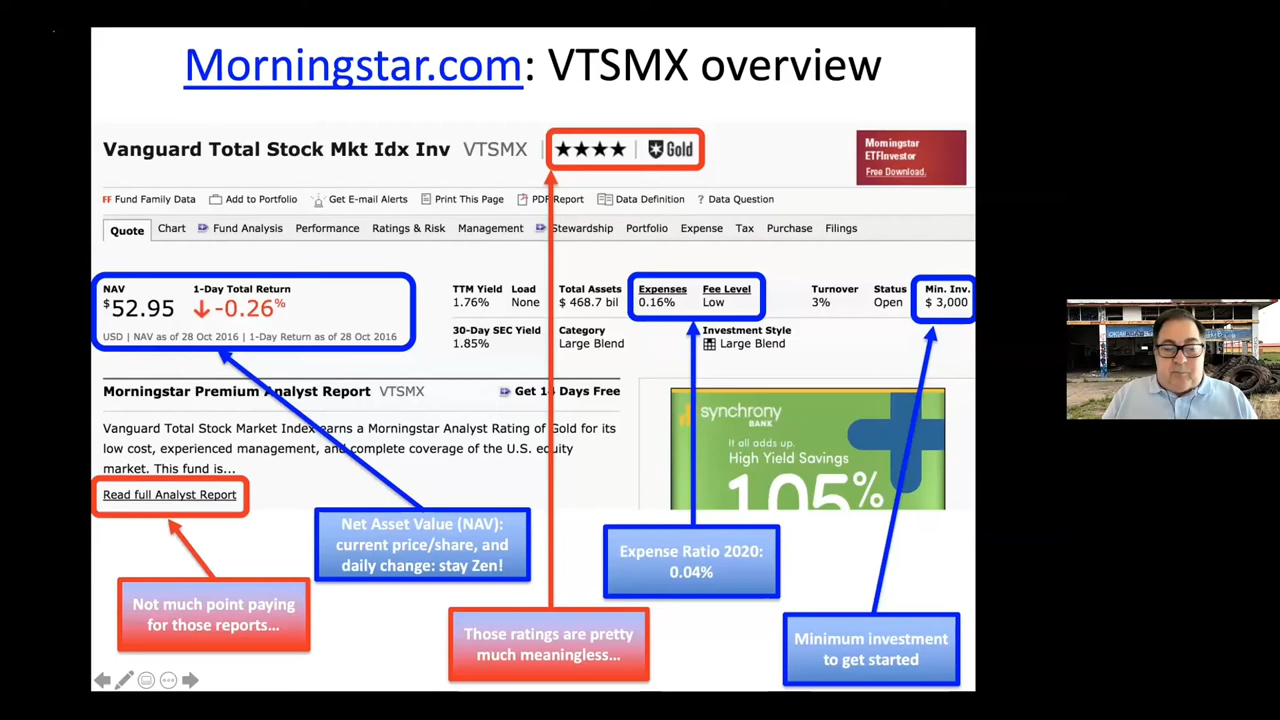 Morningstar.com: VTSMX overview
Vanguard Total Stock Mkt Idx Inv VTSMX ★★★★ Gold
Morningstar
ETFInvestor
Free Download.
FF Fund Family Data Add to Portfolio Get E-mail Alerts Print This Page PDF Report Data Definition ? Data Question
Quote Chart Fund Analysis Performance Ratings & Risk Management Stewardship Portfolio Expense Tax Purchase Filings
NAV 1-Day Total Return TTM Yield Load Total Assets Expenses Fee Level Turnover Status Min. Inv.
$52.95 ↓-0.26% 1.76% None $ 468.7 bil 0.16% Low 3% Open $ 3,000
USD | NAV as of 28 Oct 2016 | 1-Day Return as of 28 Oct 2016
30-Day SEC Yield Category Investment Style
1.85% Large Blend Large Blend
Morningstar Premium Analyst Report VTSMX Get 14 Days Free
Vanguard Total Stock Market Index earns a Morningstar Analyst Rating of Gold for its
low cost, experienced management, and complete coverage of the U.S. equity
market. This fund is...
Read full Analyst Report
synchrony
BANK
It all adds up.
High Yield Savings
1.05%
Net Asset Value (NAV):
current price/share, and
daily change: stay Zen!
Expense Ratio 2020:
0.04%
Not much point paying
for those reports...
Those ratings are pretty
much meaningless...
Minimum investment
to get started